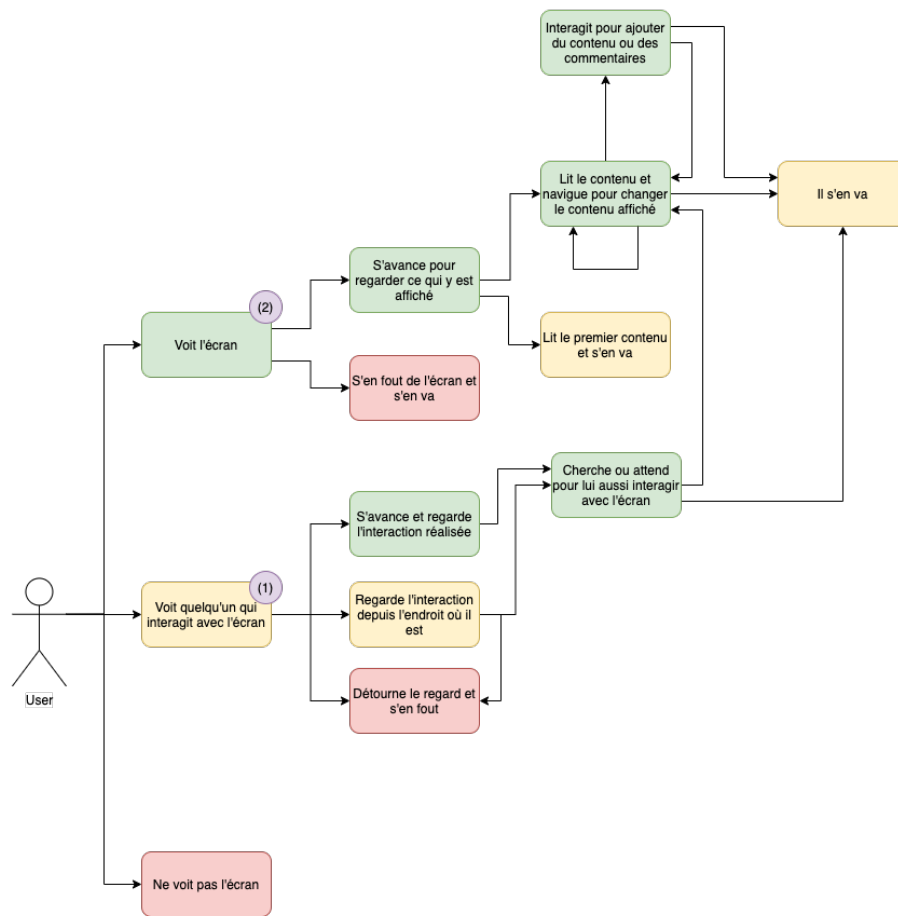 Interagit pour ajouter
du contenu ou des
commentaires
Lit le contenu et
navigue pour changer
le contenu affiché
Il s'en va
S'avance pour
regarder ce qui y est
affiché
(2)
Voit l'écran
Lit le premier contenu
et s'en va
S'en fout de l'écran et
s'en va
Cherche ou attend
pour lui aussi interagir
avec l'écran
S'avance et regarde
l'interaction réalisée
(1)
Voit quelqu'un qui
interagit avec l'écran
Regarde l'interaction
depuis l'endroit où il
est
Détourne le regard et
s'en fout
User
Ne voit pas l'écran